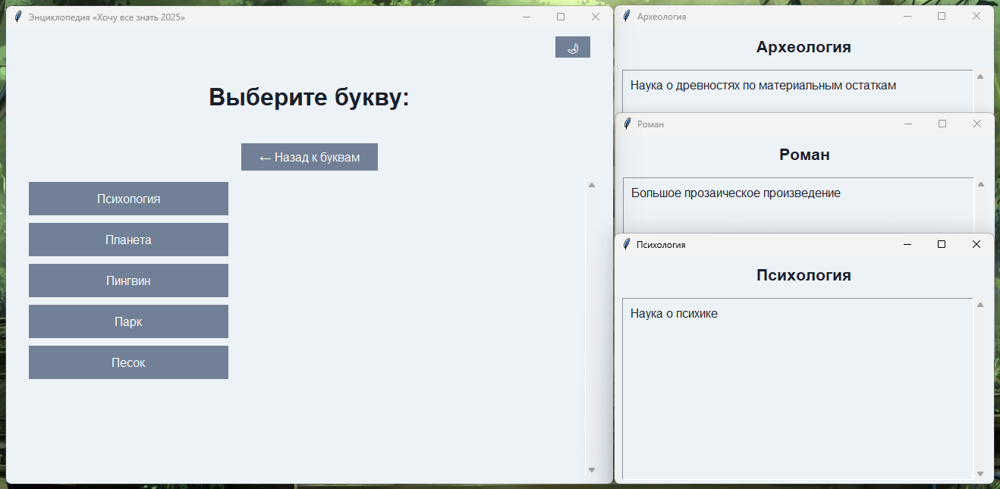 Энциклопедия «Хочу все знать 2025»
Выберите букву:
← Назад к буквам
Психология
Планета
Пингвин
Парк
Песок
Археология
Археология
Наука о древностях по материальным остаткам
Роман
Роман
Большое прозаическое произведение
Психология
Психология
Наука о психике